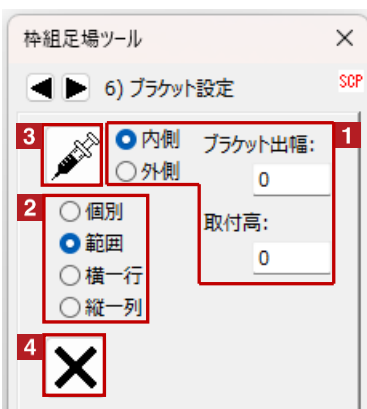 枠組足場ツール
6) ブラケット設定
SCP
3
内側
ブラケット出幅:
1
外側
0
2
個別
取付高:
範囲
0
横一行
縦一列
4